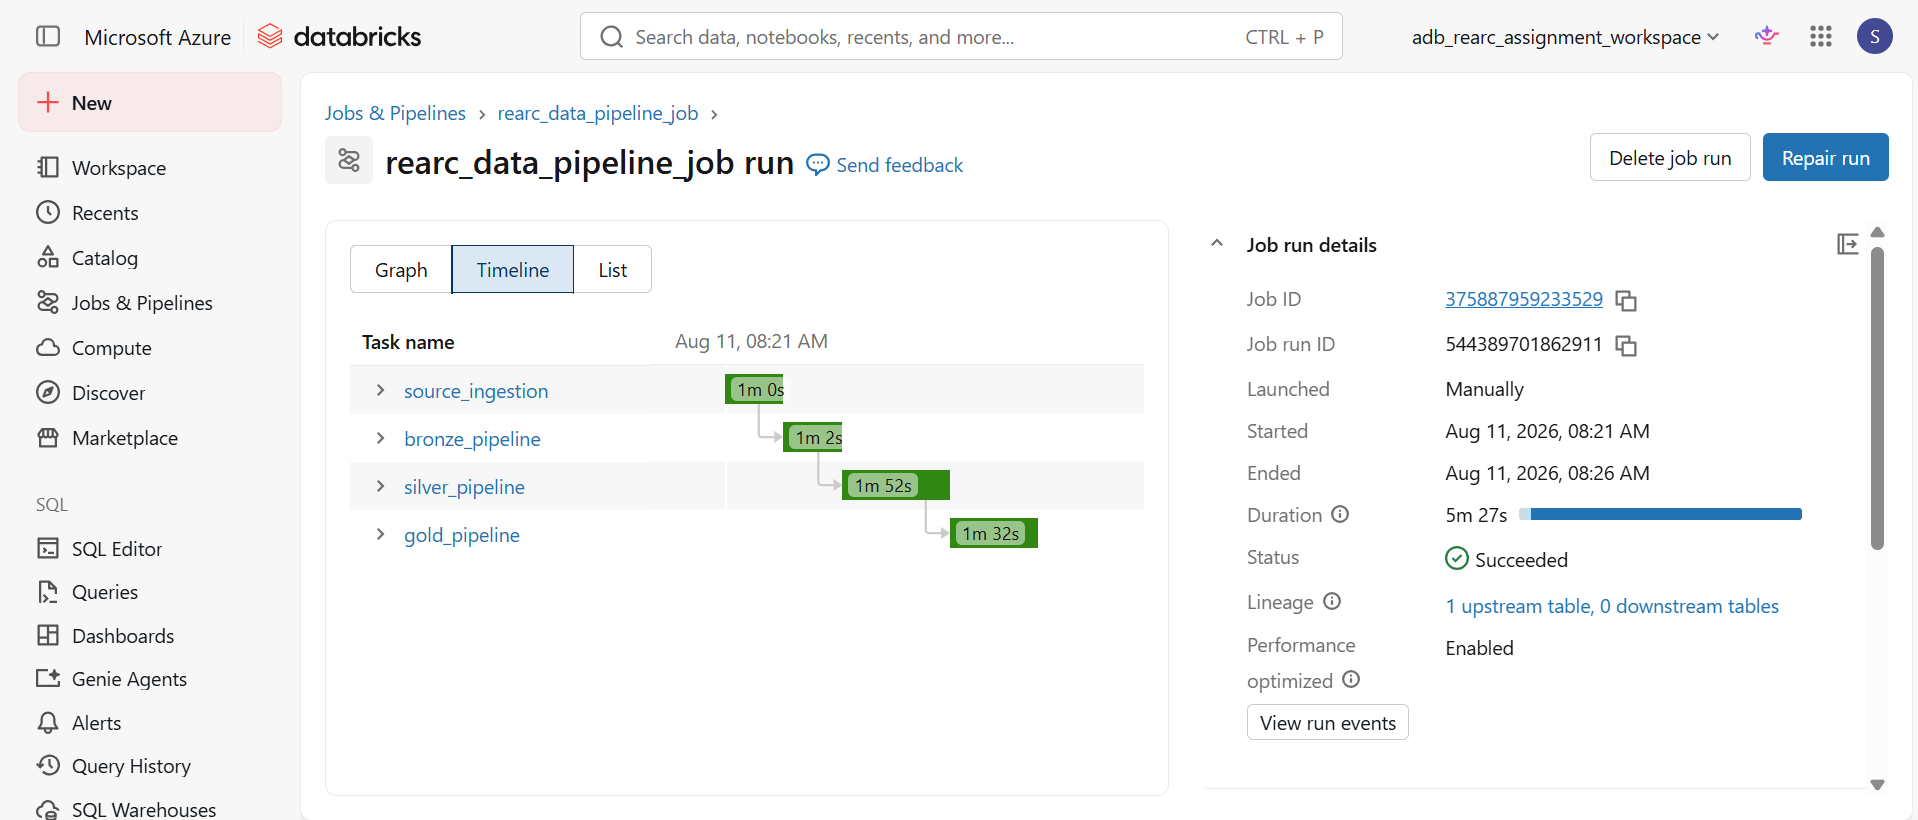 Microsoft Azure
databricks
Search data, notebooks, recents, and more...
CTRL + P
adb_rearc_assignment_workspace
S
New
Workspace
Recents
Catalog
Jobs & Pipelines
Compute
Discover
Marketplace
SQL
SQL Editor
Queries
Dashboards
Genie Agents
Alerts
Query History
SQL Warehouses
Jobs & Pipelines › rearc_data_pipeline_job ›
rearc_data_pipeline_job run
Send feedback
Delete job run
Repair run
Graph
Timeline
List
Task name
Aug 11, 08:21 AM
source_ingestion
1m 0s
bronze_pipeline
1m 2s
silver_pipeline
1m 52s
gold_pipeline
1m 32s
Job run details
Job ID
375887959233529
Job run ID
544389701862911
Launched
Manually
Started
Aug 11, 2026, 08:21 AM
Ended
Aug 11, 2026, 08:26 AM
Duration
5m 27s
Status
Succeeded
Lineage
1 upstream table, 0 downstream tables
Performance
optimized
Enabled
View run events